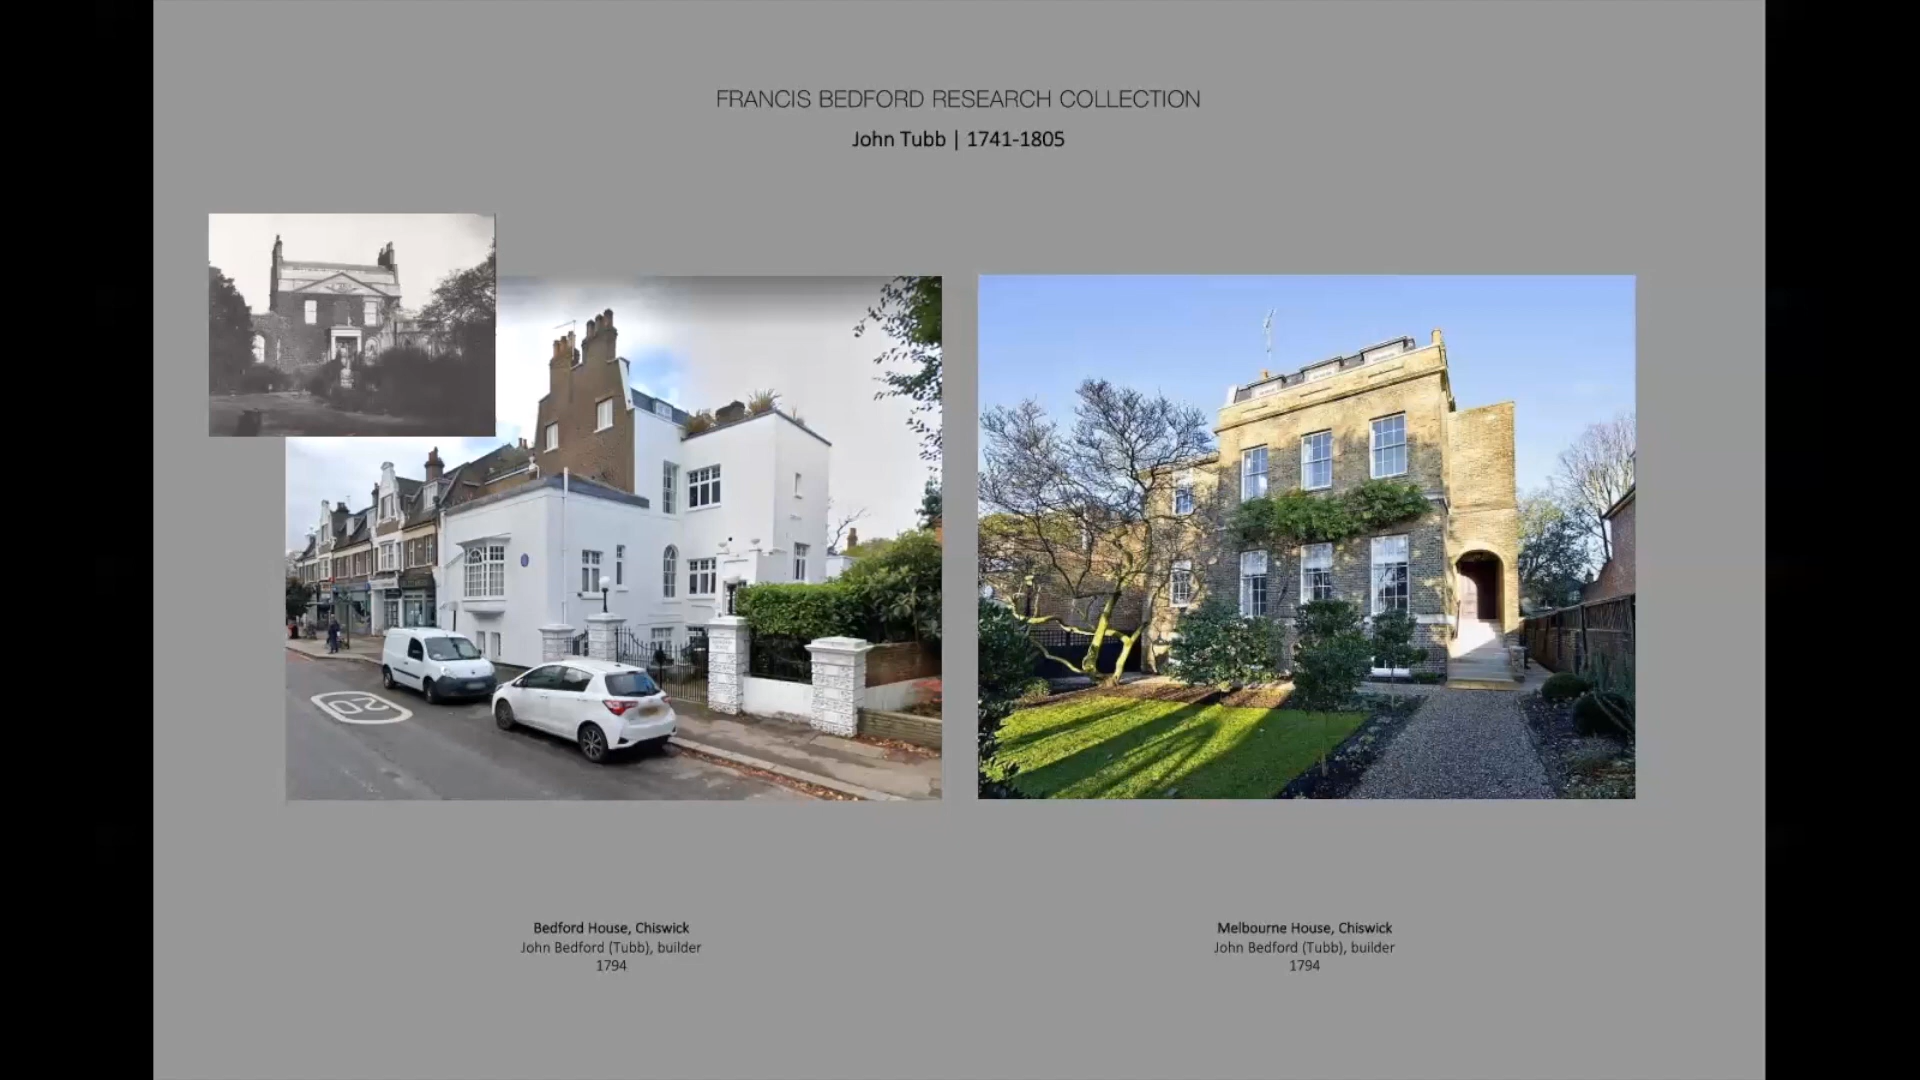 FRANCIS BEDFORD RESEARCH COLLECTION
John Tubb | 1741-1805
20
Bedford House, Chiswick
John Bedford (Tubb), builder
1794
Melbourne House, Chiswick
John Bedford (Tubb), builder
1794